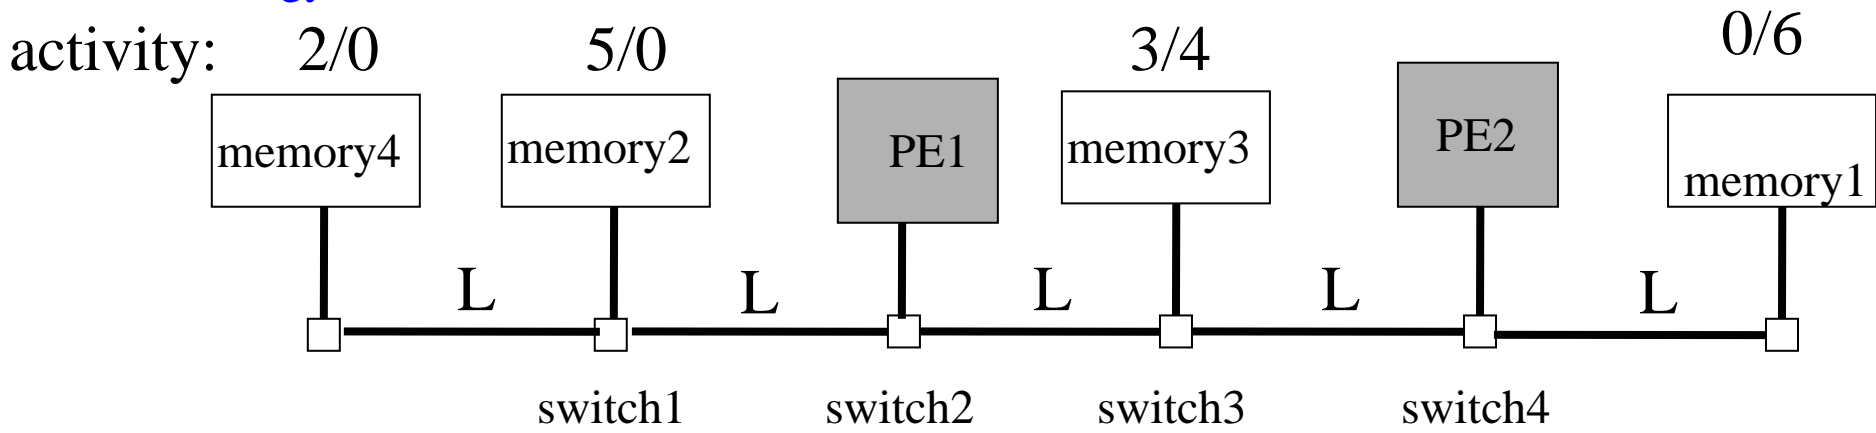 activity: 2/0 5/0 3/4 0/6
memory4 memory2 PE1 memory3 PE2 memory1
L L L L L
switch1 switch2 switch3 switch4